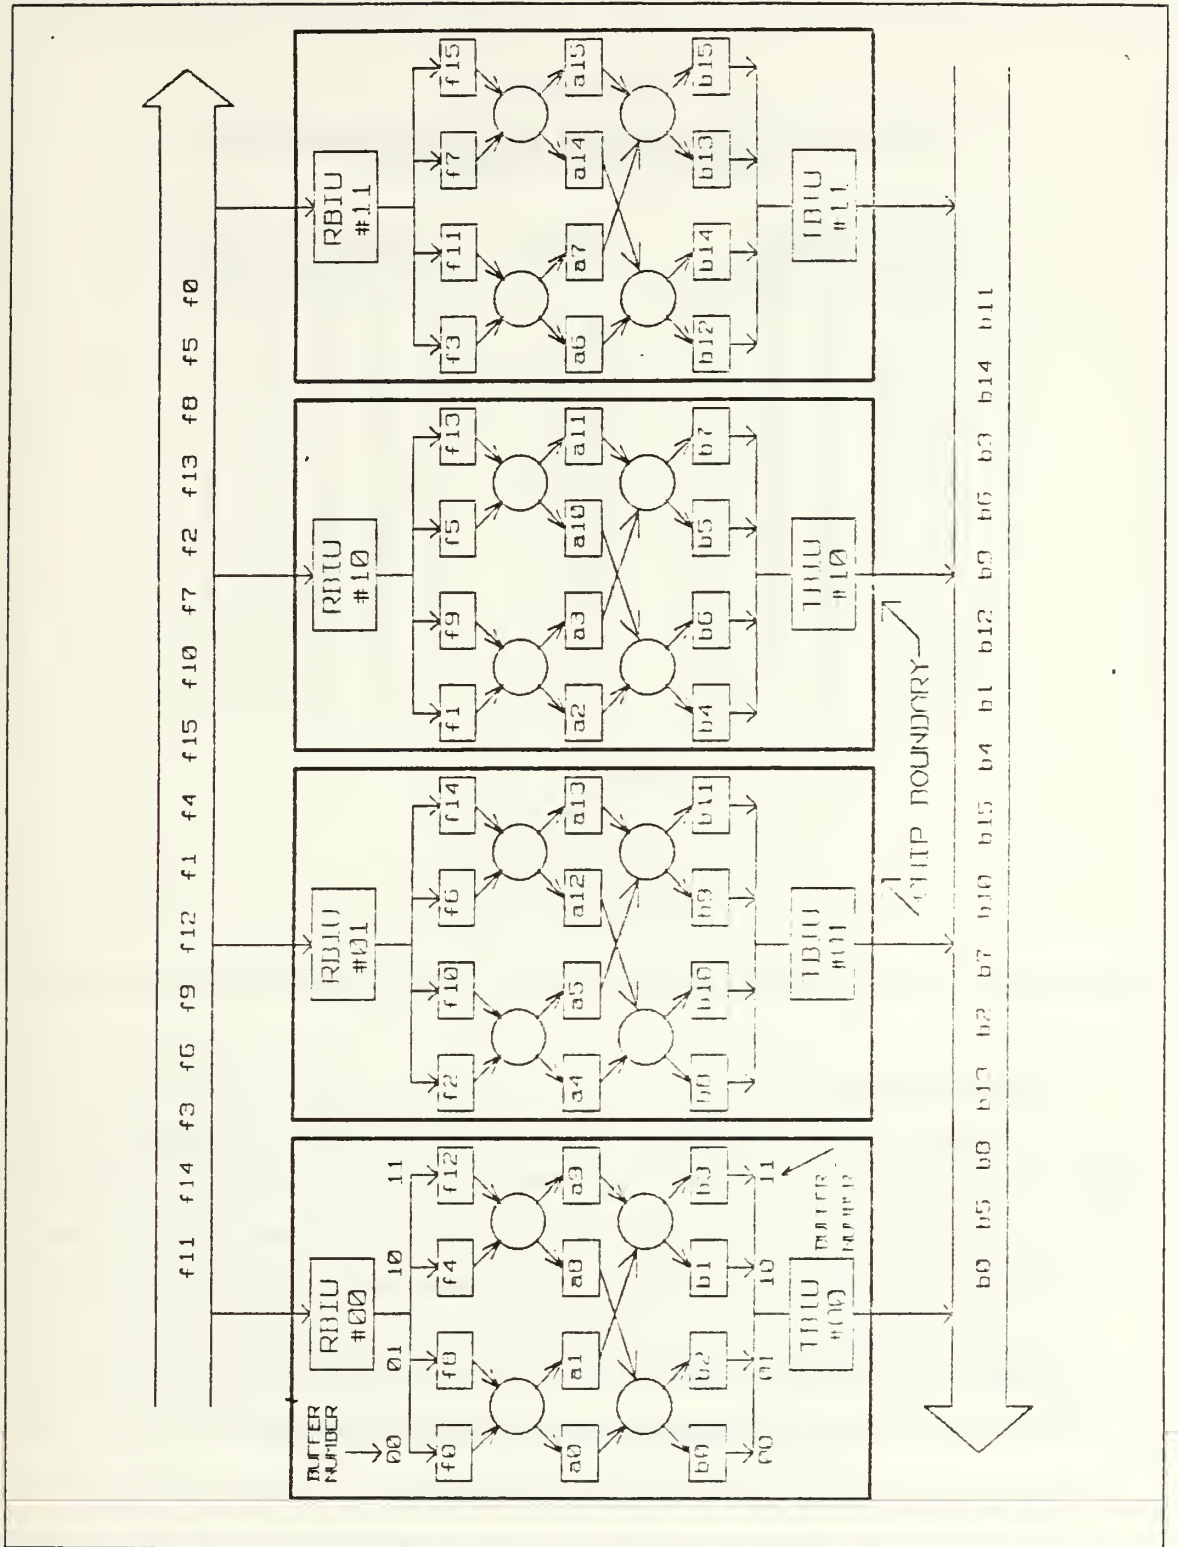 f11 f14 f3 f6 f9 f12 f1 f4 f15 f10 f7 f2 f13 f8 f5 f0
BUFFER
NUMBER
RBIU RBIU RBIU RBIU
#00 #01 #10 #11
00 01 10 11
f0 f8 f4 f12 f2 f10 f6 f14 f1 f9 f5 f13 f3 f11 f7 f15
a0 a1 a8 a9 a4 a5 a12 a13 a2 a3 a10 a11 a6 a7 a14 a15
b0 b2 b1 b3 b8 b10 b9 b11 b4 b6 b5 b7 b12 b14 b13 b15
00 01 10 11
TBIU TBIU TBIU TBIU
#00 #01 #10 #11
BUFFER
NUMBER
CHIP BOUNDARY
b0 b5 b8 b13 b2 b7 b10 b15 b4 b1 b12 b9 b6 b3 b14 b11